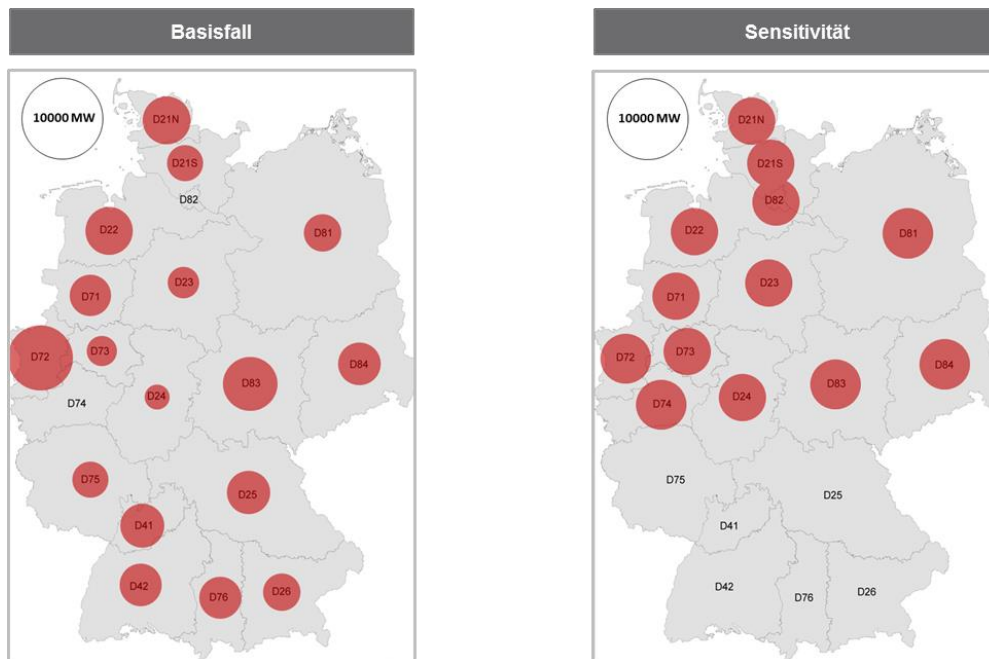 Basisfall
10000 MW
D21N
D21S
D82
D22
D81
D23
D71
D72
D73
D84
D83
D24
D74
D75
D25
D41
D42
D76
D26
Sensitivität
10000 MW
D21N
D21S
D82
D22
D81
D23
D71
D72
D73
D84
D83
D24
D74
D75
D25
D41
D42
D76
D26